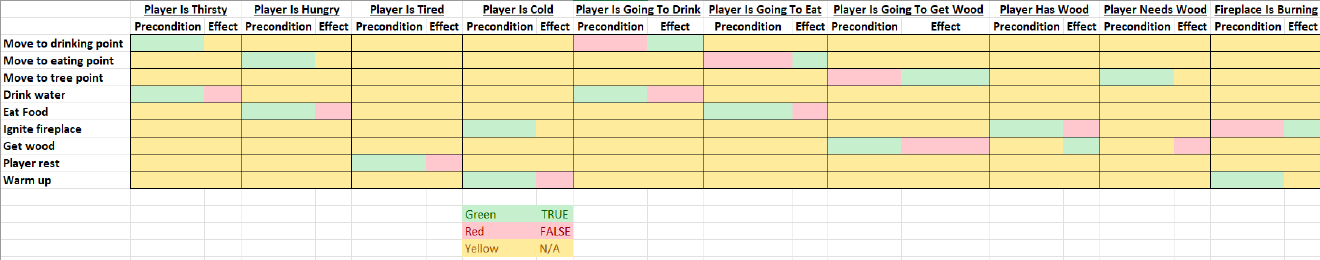 Player Is Thirsty Player Is Hungry Player Is Tired Player Is Cold Player Is Going To Drink Player Is Going To Eat Player Is Going To Get Wood Player Has Wood Player Needs Wood Fireplace Is Burning
Precondition Effect Precondition Effect Precondition Effect Precondition Effect Precondition Effect Precondition Effect Precondition Effect Precondition Effect Precondition Effect Precondition Effect
Move to drinking point
Move to eating point
Move to tree point
Drink water
Eat Food
Ignite fireplace
Get wood
Player rest
Warm up
Green TRUE
Red FALSE
Yellow N/A